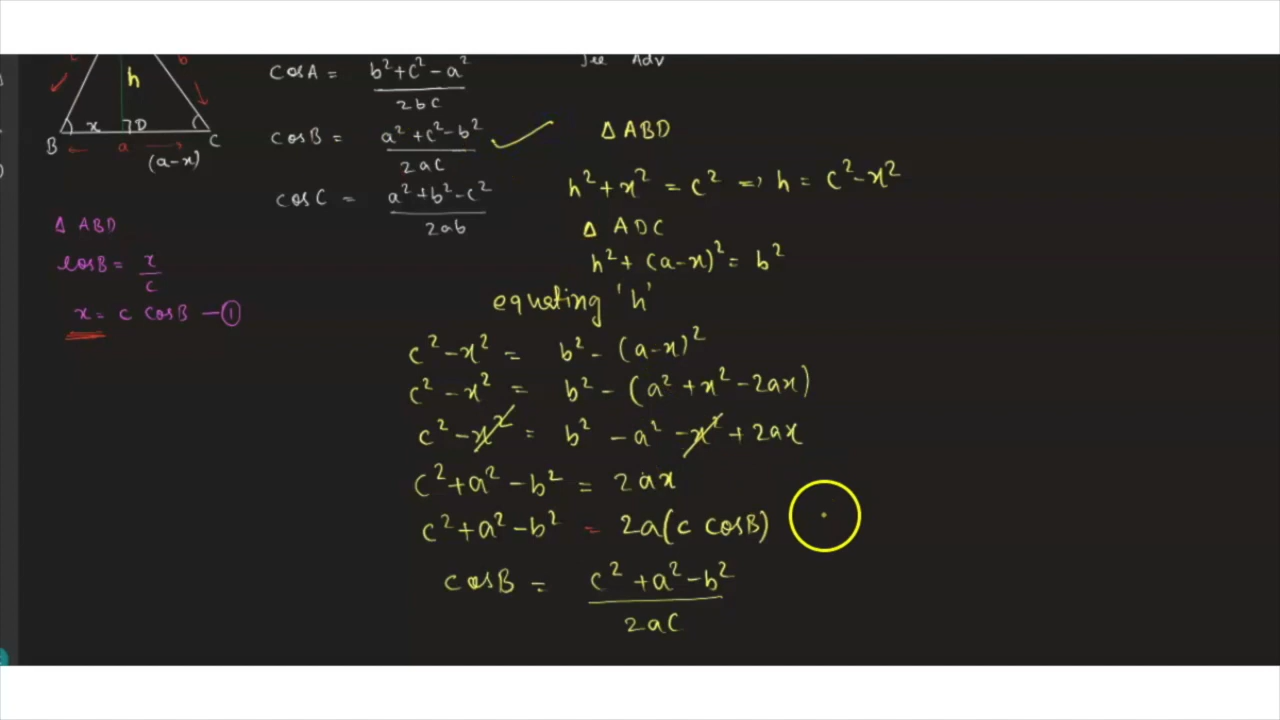 c
h
b
x
D
B
a
C
(a-x)
Δ ABD
cosB = x/c
x = c cosB — ①
cosA = b²+c²-a²/2bc
cosB = a²+c²-b²/2ac
cosC = a²+b²-c²/2ab
Jee Adv
Δ ABD
h²+x² = c² ⇒ h = c²-x²
Δ ADC
h²+(a-x)² = b²
equating 'h'
c²-x² = b²-(a-x)²
c²-x² = b²-(a²+x²-2ax)
c²-x² = b²-a²-x²+2ax
c²+a²-b² = 2ax
c²+a²-b² = 2a(c cosB)
cosB = c²+a²-b²/2ac